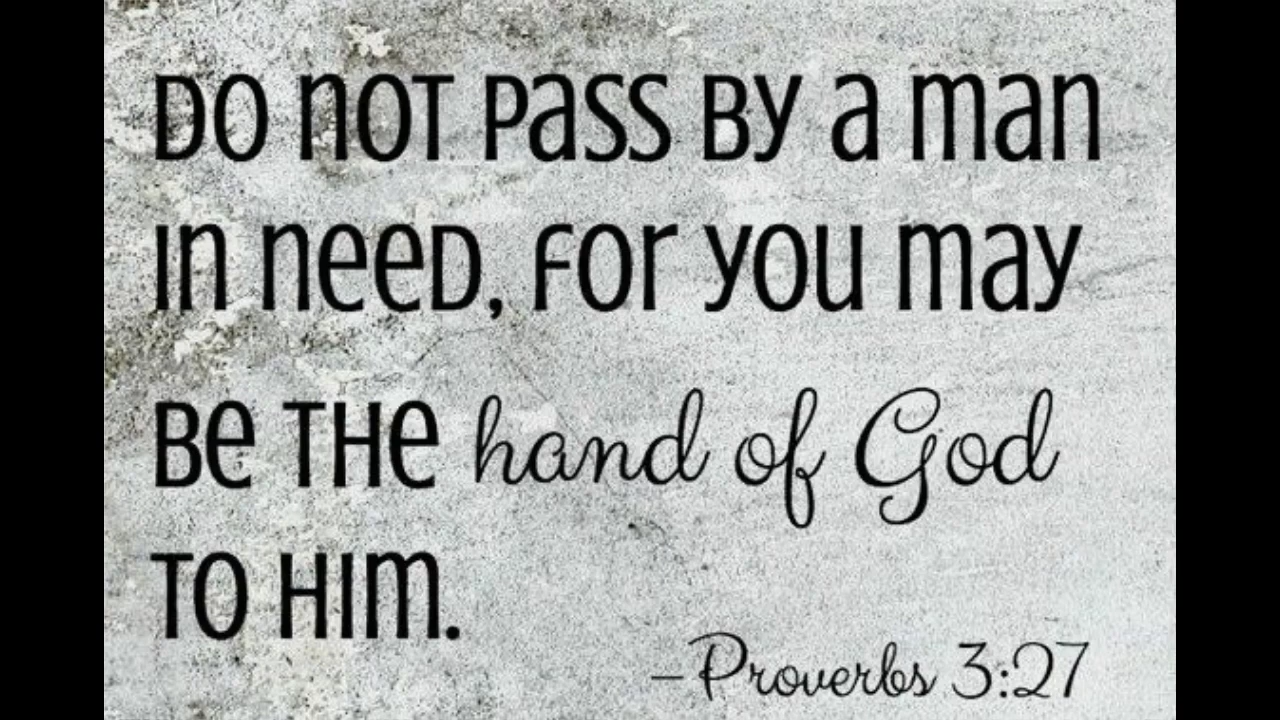 Do not pass by a man
in need, for you may
be the hand of God
to him.
– Proverbs 3:27